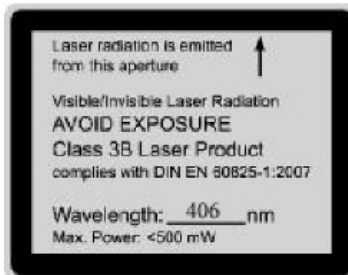 Laser radiation is emitted
from this aperture
Visible/Invisible Laser Radiation
AVOID EXPOSURE
Class 3B Laser Product
complies with DIN EN 60825-1:2007
Wavelength: 406 nm
Max. Power: <500 mW